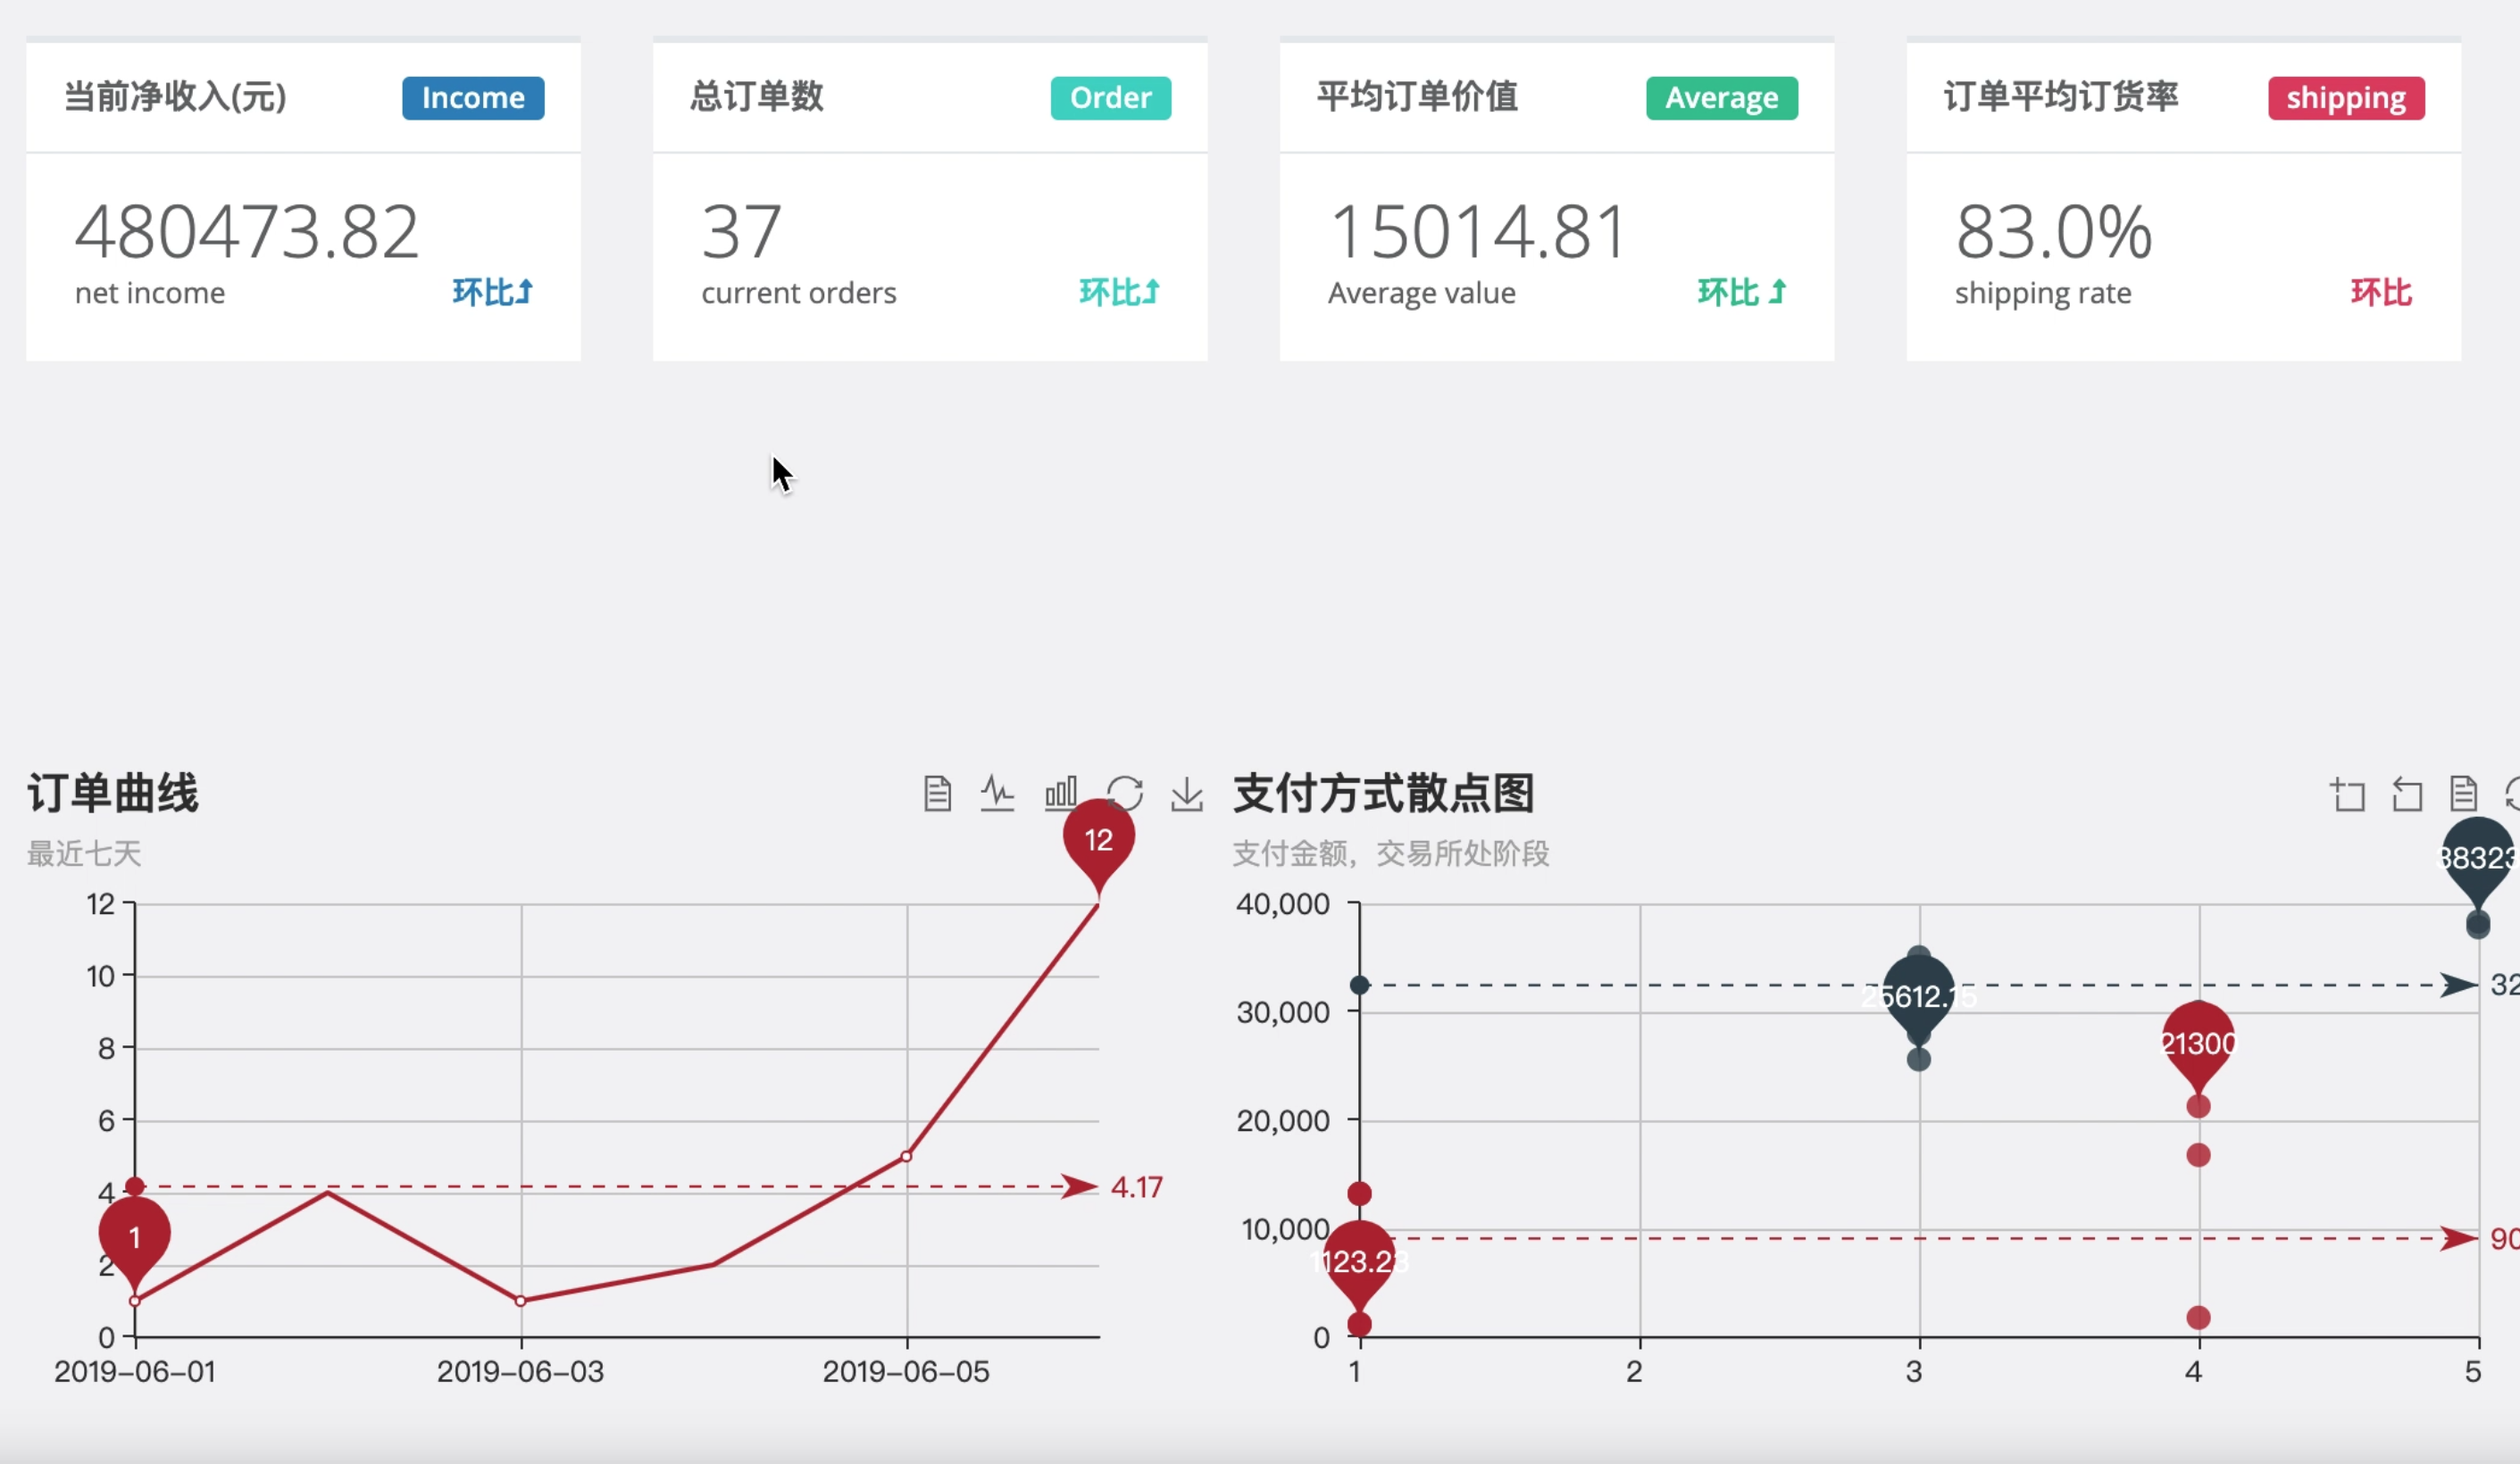 当前净收入(元) Income
480473.82
net income 环比
总订单数 Order
37
current orders 环比
平均订单价值 Average
15014.81
Average value 环比
订单平均订货率 shipping
83.0%
shipping rate 环比
订单曲线
最近七天
12
12
10
8
6
4
2
0
1
4.17
2019-06-01 2019-06-03 2019-06-05
支付方式散点图
支付金额，交易所处阶段
40,000
30,000
20,000
10,000
0
38323
25612.15
21300
1123.23
32
90
1 2 3 4 5